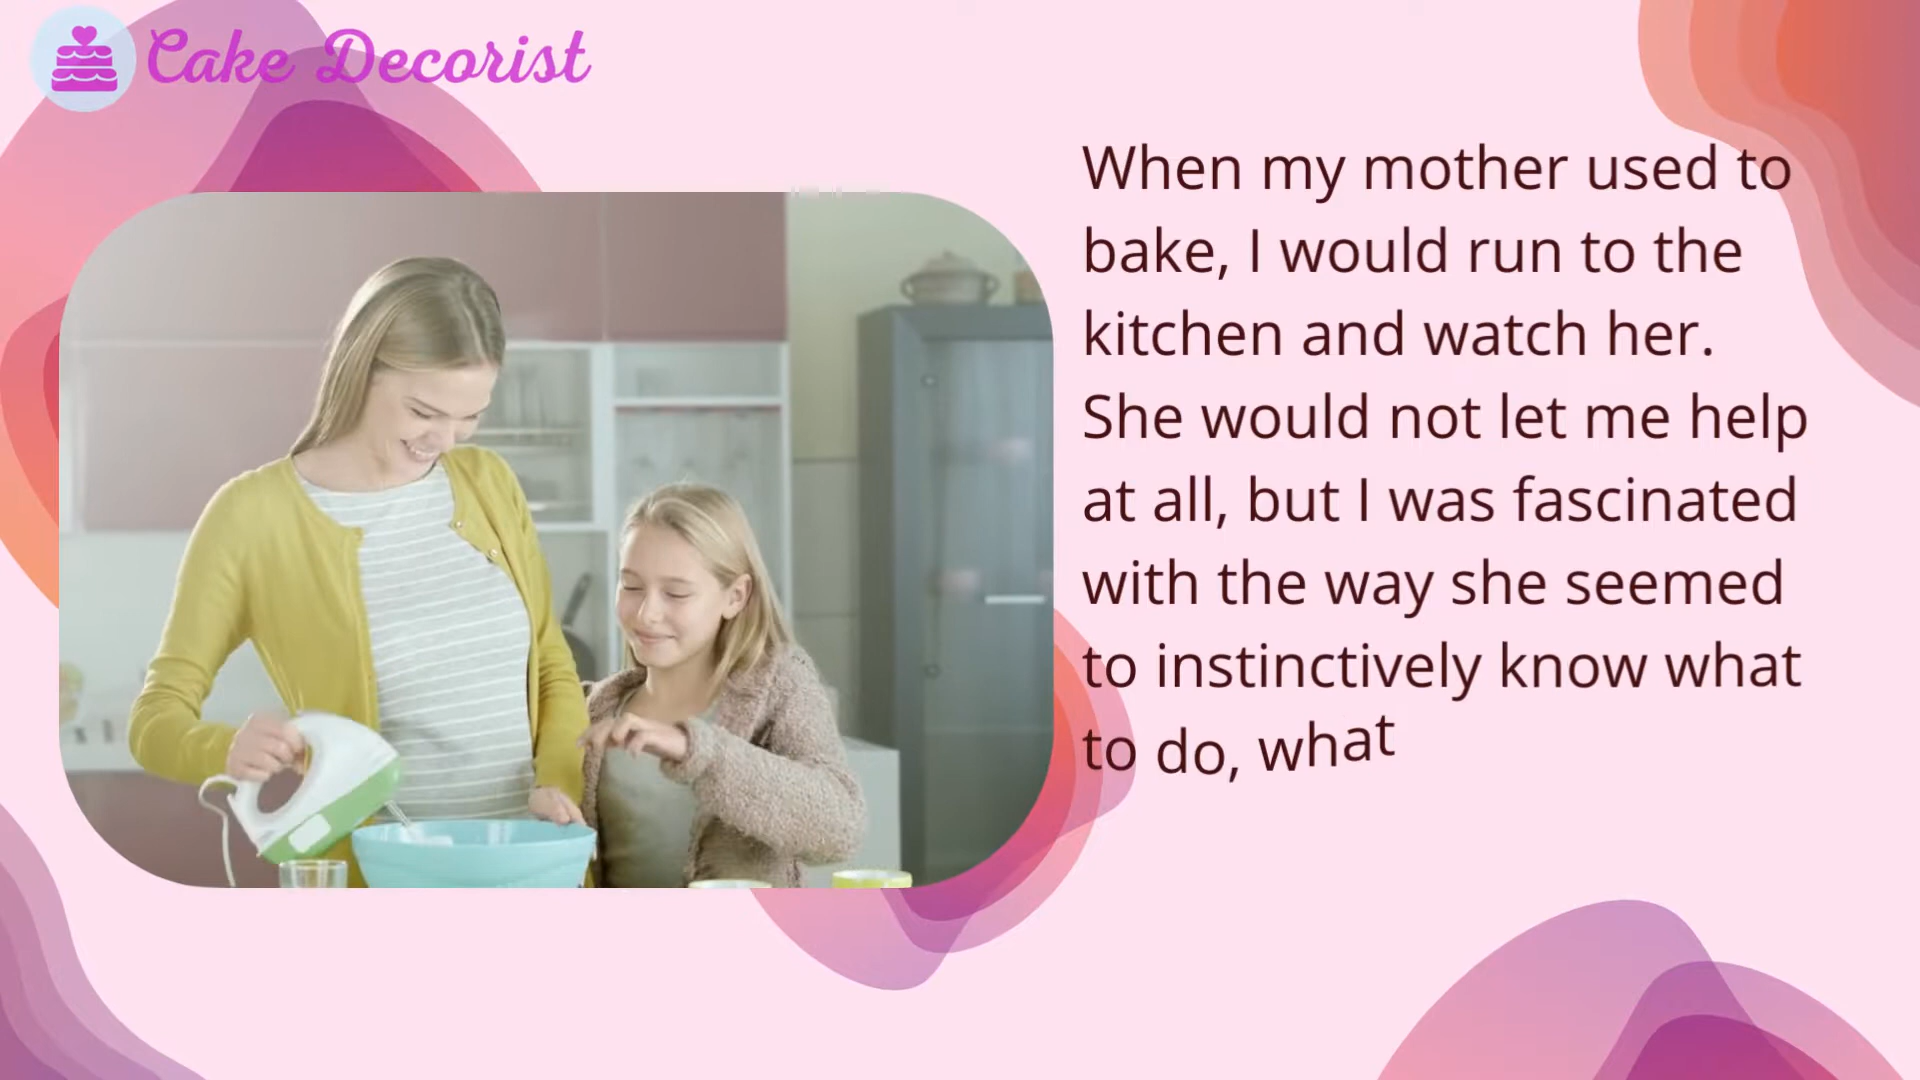 Cake Decorist
When my mother used to
bake, I would run to the
kitchen and watch her.
She would not let me help
at all, but I was fascinated
with the way she seemed
to instinctively know what
to do, what